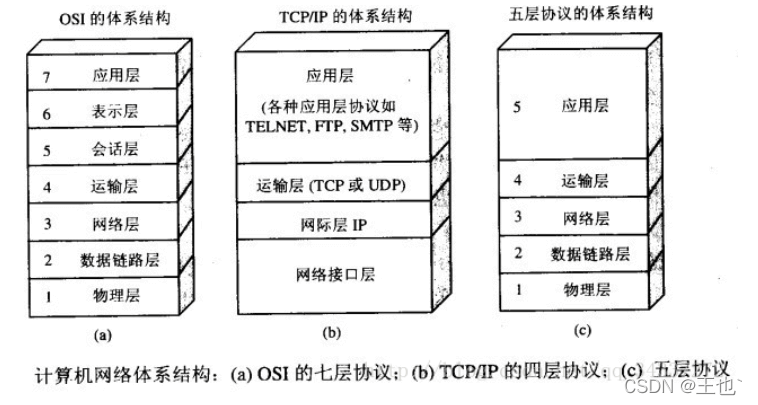 OSI 的体系结构
7 应用层
6 表示层
5 会话层
4 运输层
3 网络层
2 数据链路层
1 物理层
(a)
TCP/IP 的体系结构
应用层
(各种应用层协议如
TELNET, FTP, SMTP 等)
运输层 (TCP 或 UDP)
网际层 IP
网络接口层
(b)
五层协议的体系结构
5 应用层
4 运输层
3 网络层
2 数据链路层
1 物理层
(c)
计算机网络体系结构：(a) OSI 的七层协议；(b) TCP/IP 的四层协议；(c) 五层协议
CSDN @王也`